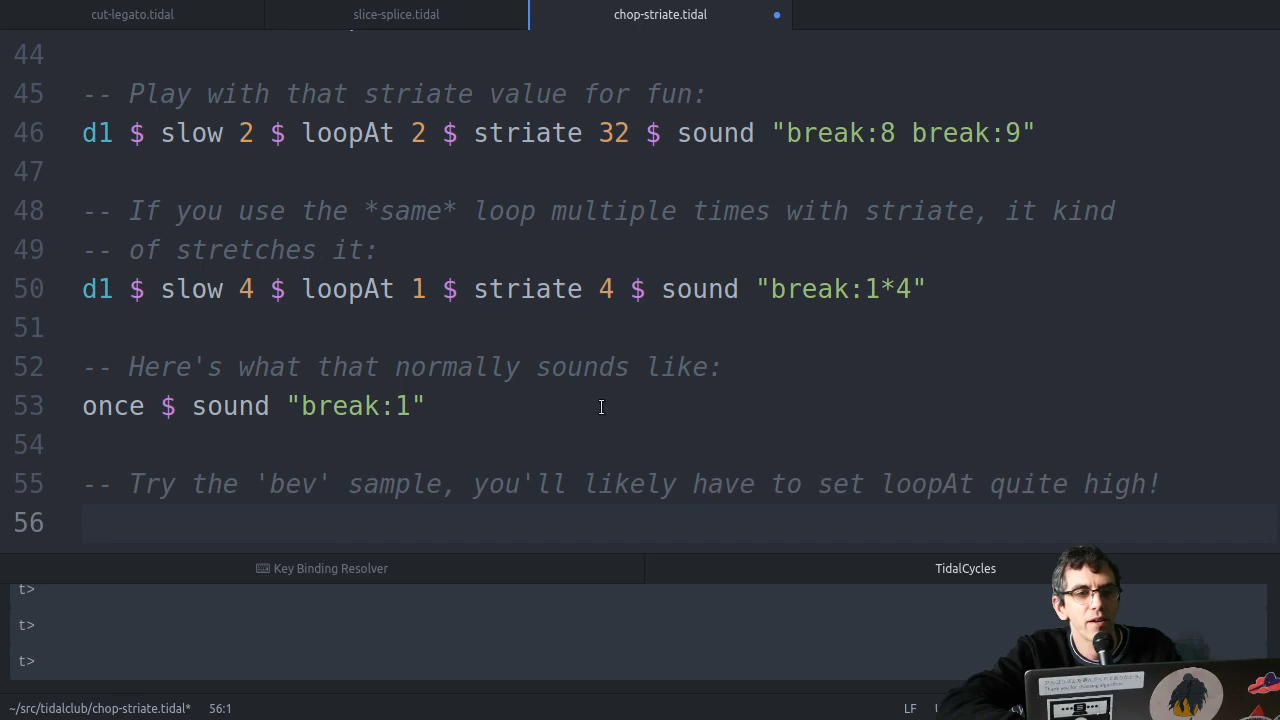 cut-legato.tidal
slice-splice.tidal
chop-striate.tidal
44
45 -- Play with that striate value for fun:
46 d1 $ slow 2 $ loopAt 2 $ striate 32 $ sound "break:8 break:9"
47
48 -- If you use the *same* loop multiple times with striate, it kind
49 -- of stretches it:
50 d1 $ slow 4 $ loopAt 1 $ striate 4 $ sound "break:1*4"
51
52 -- Here's what that normally sounds like:
53 once $ sound "break:1"
54
55 -- Try the 'bev' sample, you'll likely have to set loopAt quite high!
56
Key Binding Resolver
TidalCycles
t>
t>
t>
~/src/tidalclub/chop-striate.tidal* 56:1
LF
Thank you for choosing algorithm